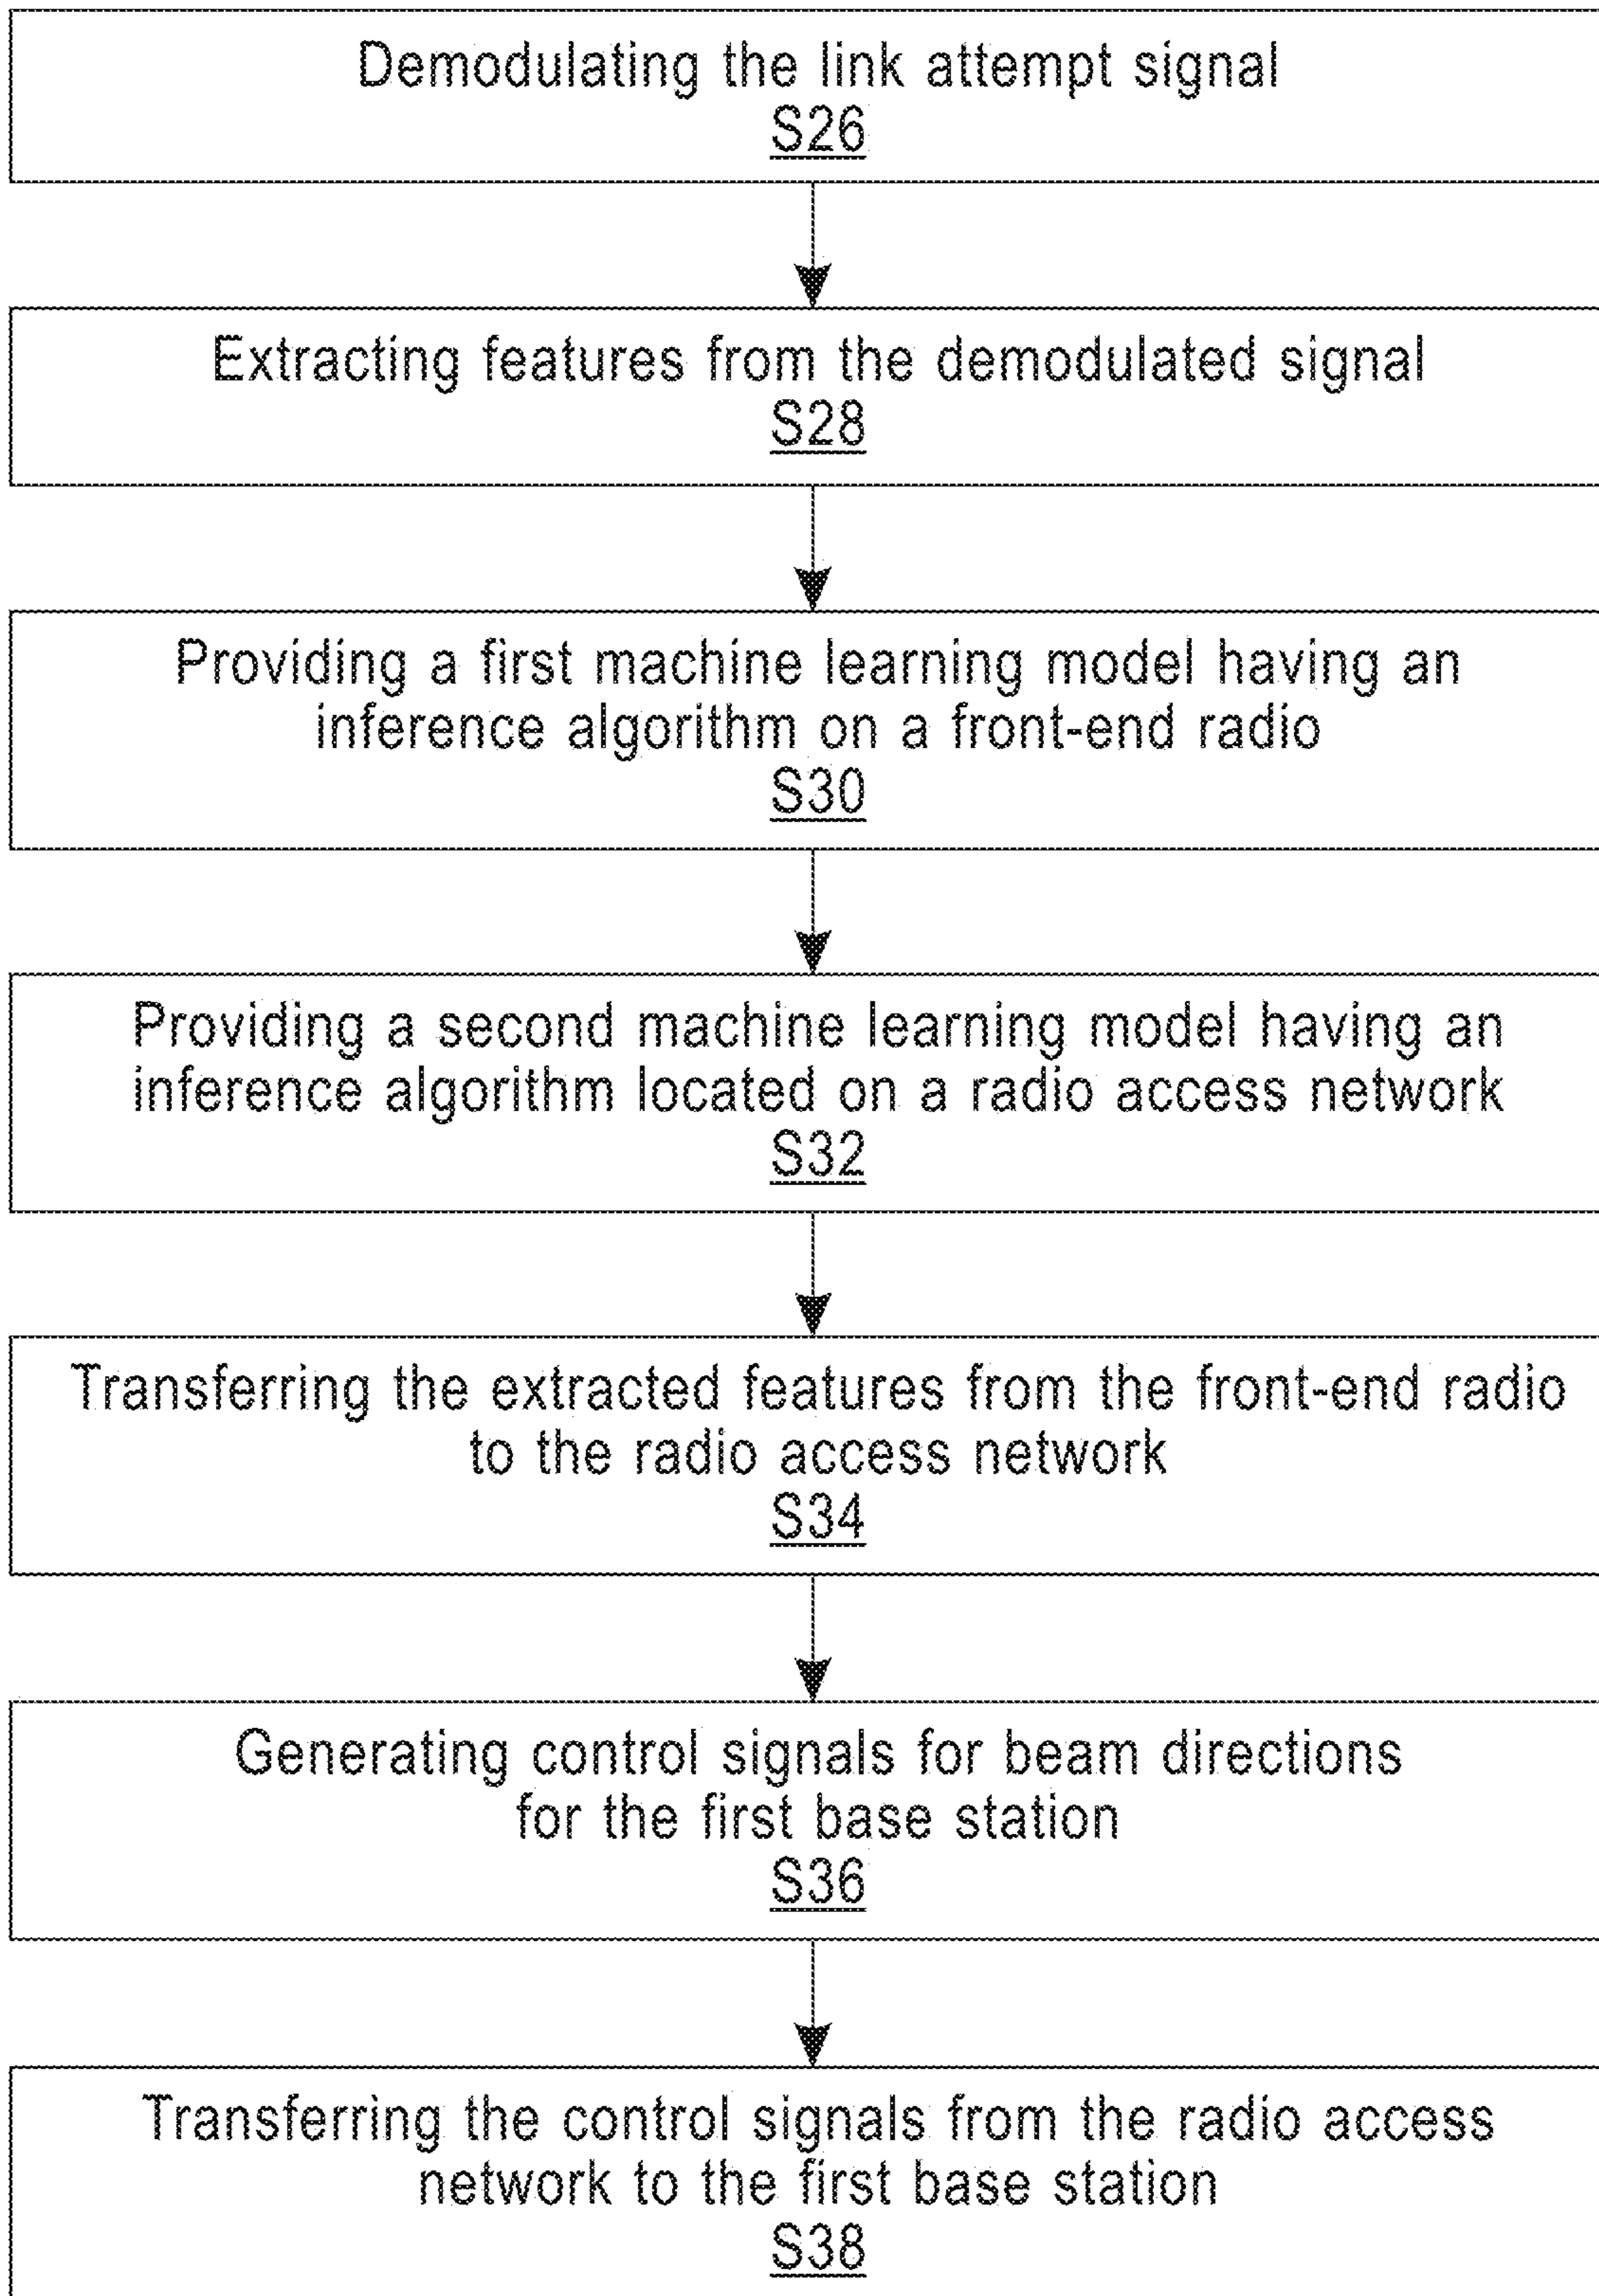 Demodulating the link attempt signal
S26
Extracting features from the demodulated signal
S28
Providing a first machine learning model having an
inference algorithm on a front-end radio
S30
Providing a second machine learning model having an
inference algorithm located on a radio access network
S32
Transferring the extracted features from the front-end radio
to the radio access network
S34
Generating control signals for beam directions
for the first base station
S36
Transferring the control signals from the radio access
network to the first base station
S38